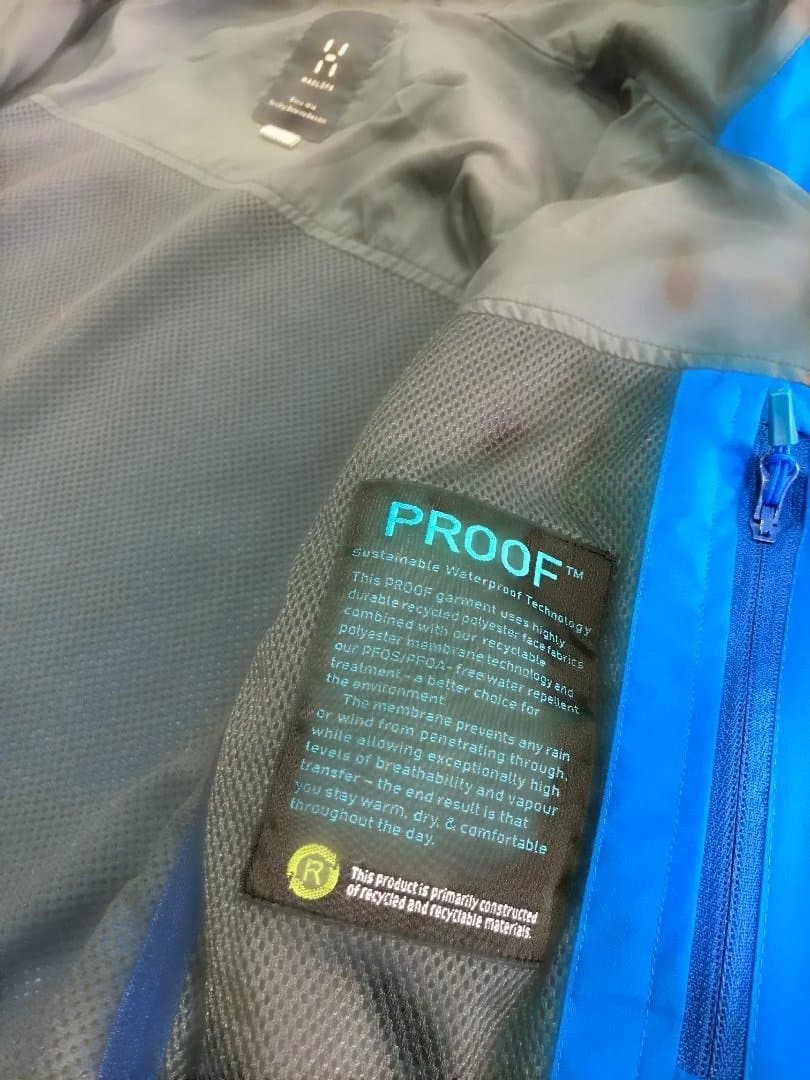 HAGLÖFS
Since 1914
PROOF™
Sustainable Waterproof Technology
This PROOF garment uses highly
durable recycled polyester face fabrics
combined with our recyclable
polyester membrane technology and
our PFOS/PFOA-free water repellent
treatment – a better choice for
the environment.
The membrane prevents any rain
or wind from penetrating through,
while allowing exceptionally high
levels of breathability and vapour
transfer – the end result is that
you stay warm, dry, & comfortable
throughout the day.
R
This product is primarily constructed
of recycled and recyclable materials.